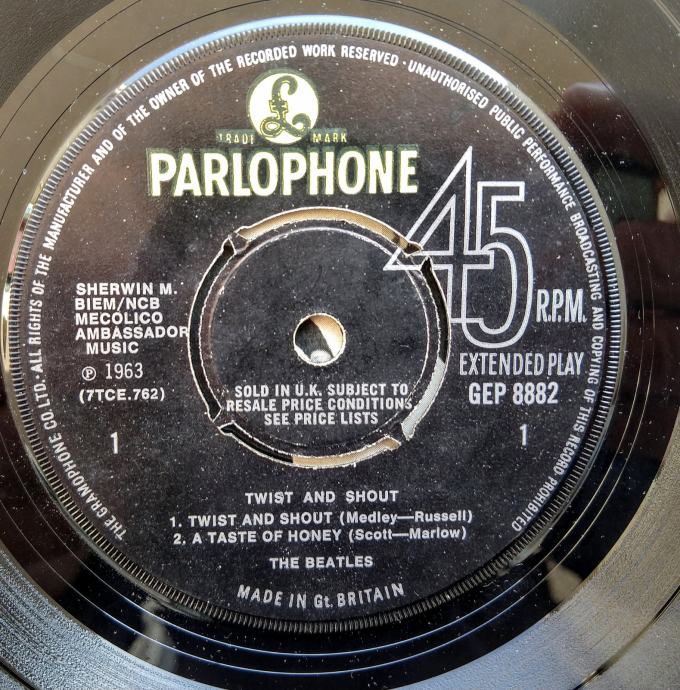 THE GRAMOPHONE CO. LTD. · ALL RIGHTS OF THE MANUFACTURER AND OF THE OWNER OF THE RECORDED WORK RESERVED · UNAUTHORISED PUBLIC PERFORMANCE BROADCASTING AND COPYING OF THIS RECORD PROHIBITED
£
TRADE MARK
PARLOPHONE
45
R.P.M.
EXTENDED PLAY
GEP 8882
SHERWIN M.
BIEM/NCB
MECOLICO
AMBASSADOR
MUSIC
℗ 1963
(7TCE.762)
SOLD IN U.K. SUBJECT TO
RESALE PRICE CONDITIONS,
SEE PRICE LISTS
1
1
TWIST AND SHOUT
1. TWIST AND SHOUT (Medley—Russell)
2. A TASTE OF HONEY (Scott—Marlow)
THE BEATLES
MADE IN Gt. BRITAIN